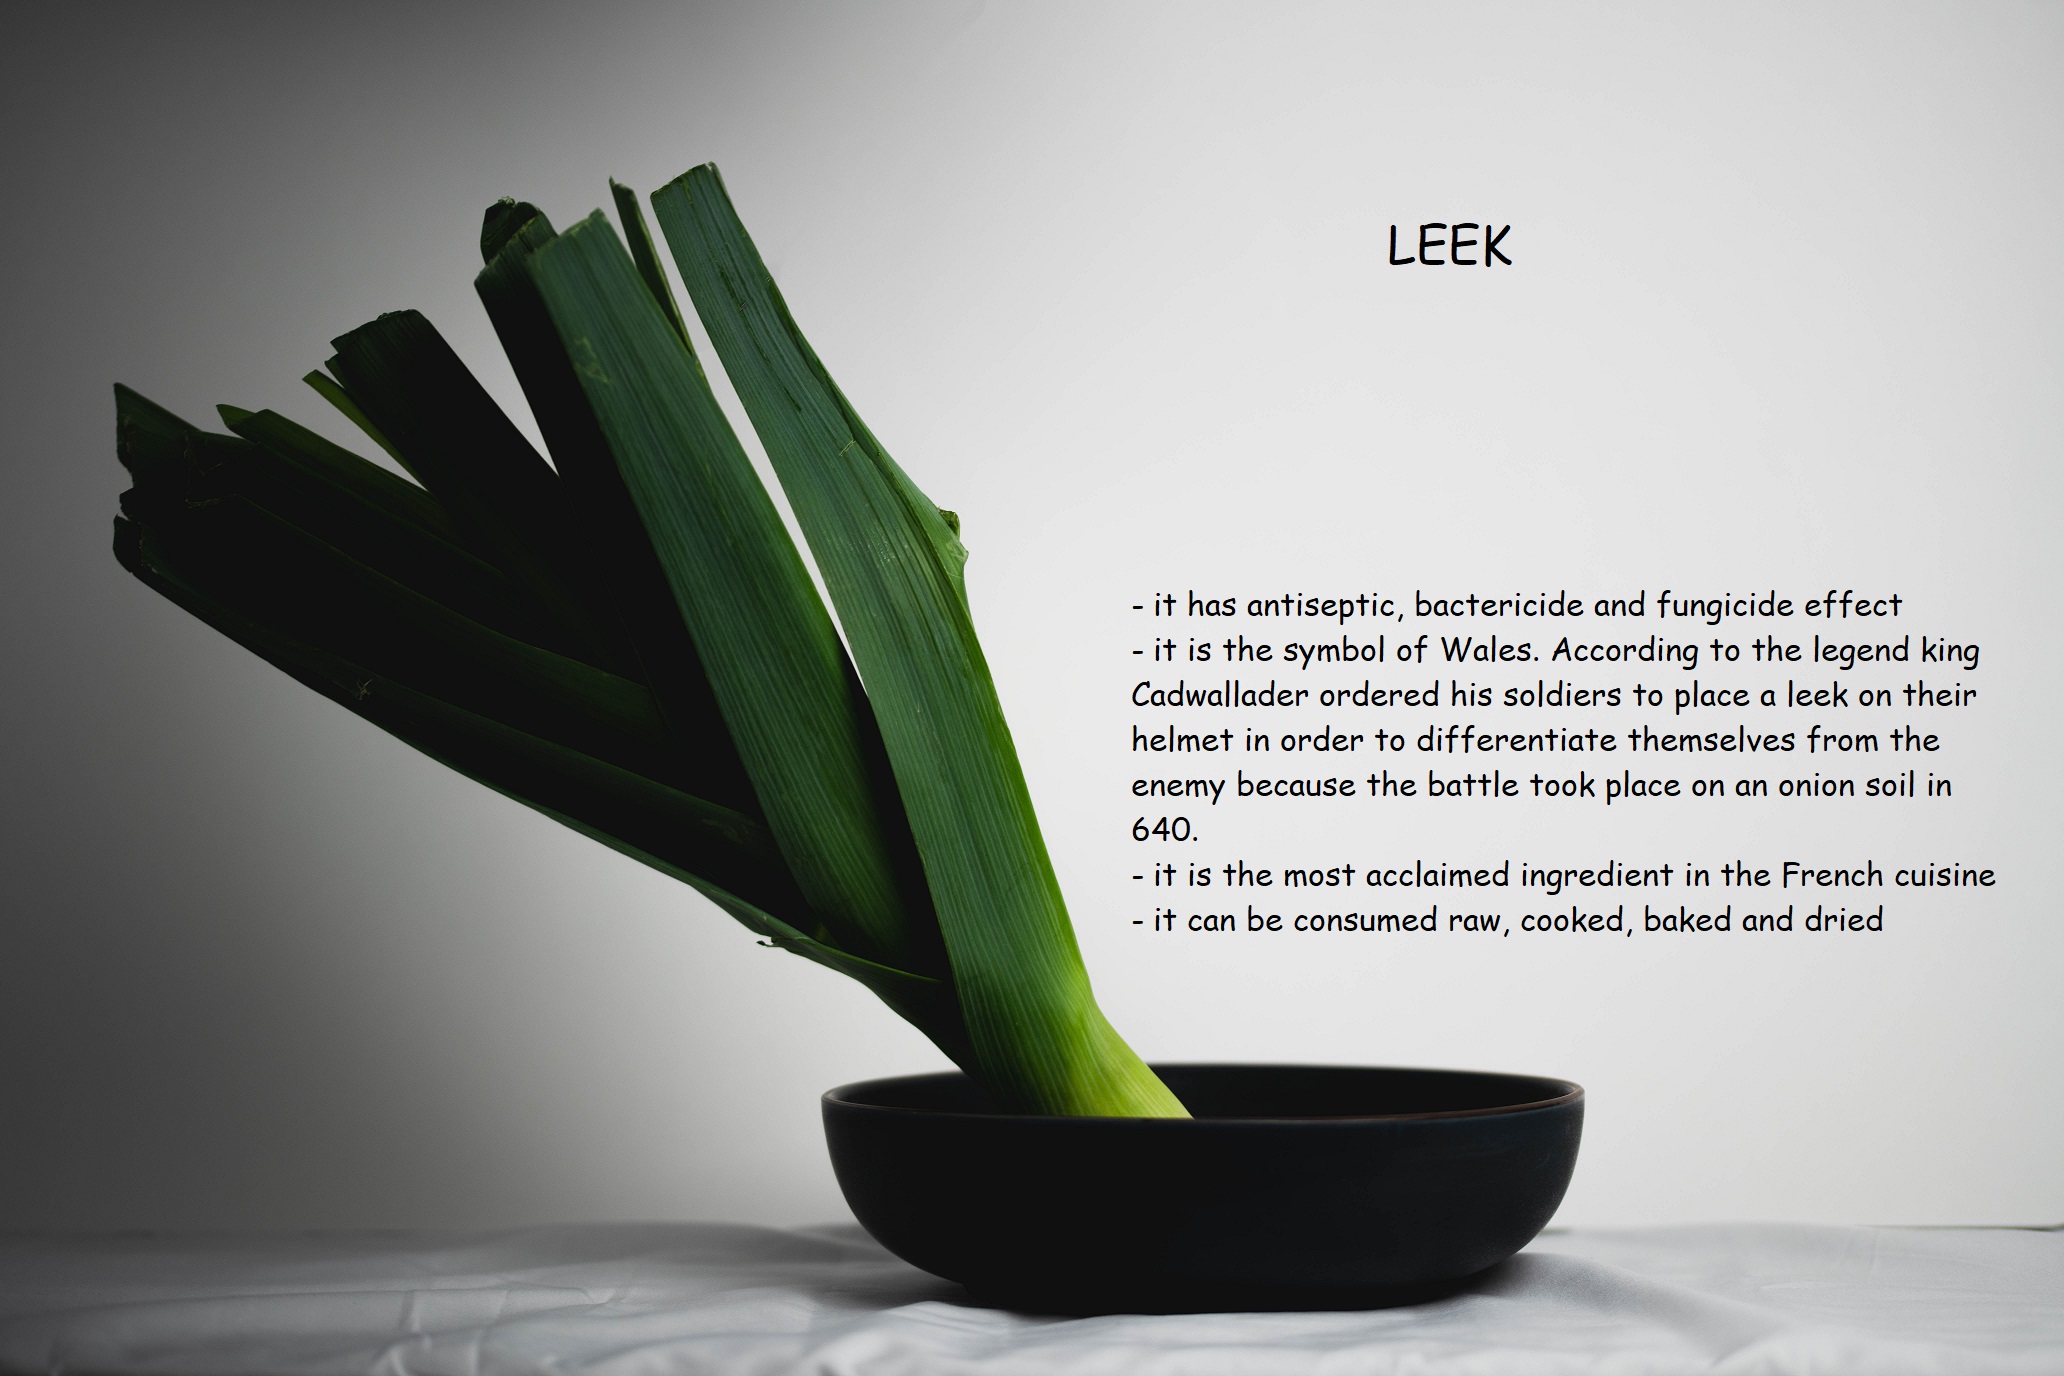 LEEK
- it has antiseptic, bactericide and fungicide effect
- it is the symbol of Wales. According to the legend king
Cadwallader ordered his soldiers to place a leek on their
helmet in order to differentiate themselves from the
enemy because the battle took place on an onion soil in
640.
- it is the most acclaimed ingredient in the French cuisine
- it can be consumed raw, cooked, baked and dried